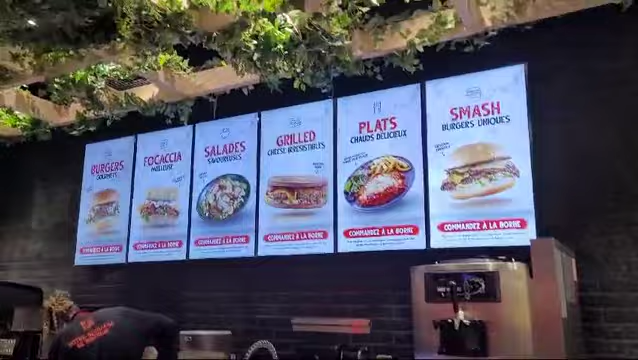 BURGERS
GOURMETS
COMMANDEZ À LA BORNE
FOCACCIA
MOELLEUSE
COMMANDEZ À LA BORNE
SALADES
SAVOUREUSES
COMMANDEZ À LA BORNE
GRILLED
CHEESE IRRÉSISTIBLES
COMMANDEZ À LA BORNE
PLATS
CHAUDS DÉLICIEUX
COMMANDEZ À LA BORNE
SMASH
BURGERS UNIQUES
COMMANDEZ À LA BORNE